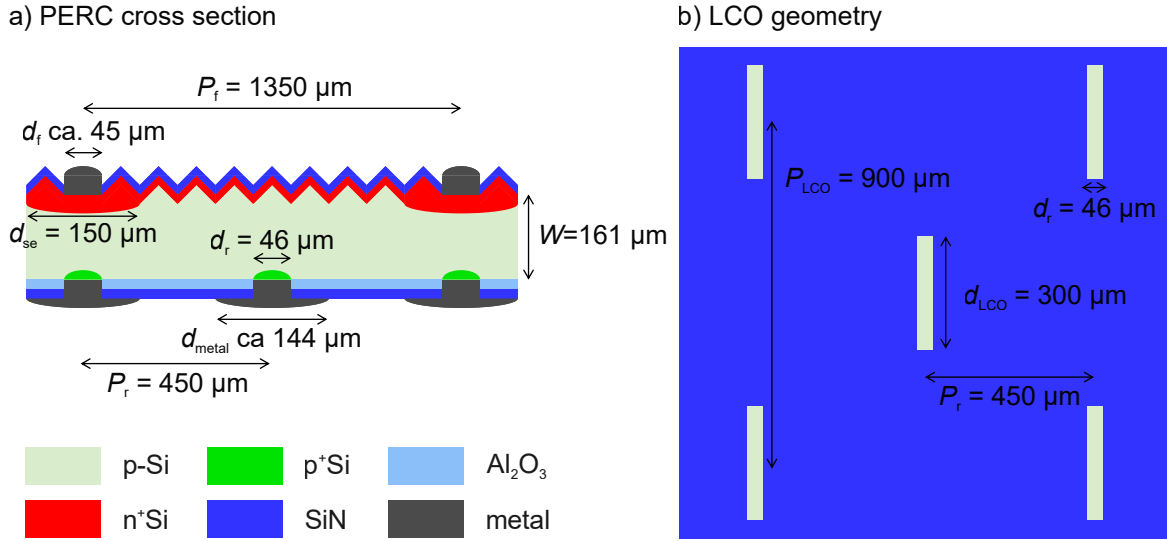 a) PERC cross section
b) LCO geometry
P_f = 1350 µm
d_f ca. 45 µm
d_se = 150 µm
d_r = 46 µm
W=161 µm
d_metal ca 144 µm
P_r = 450 µm
P_LCO = 900 µm
d_r = 46 µm
d_LCO = 300 µm
P_r = 450 µm
p-Si
p⁺Si
Al₂O₃
n⁺Si
SiN
metal